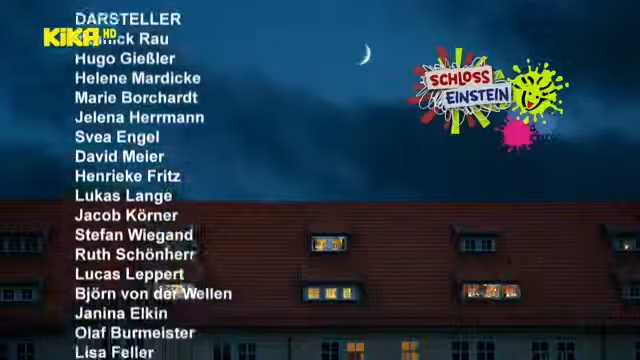 DARSTELLER
KiKA HD
Rau
Hugo Gießler
Helene Mardicke
Marie Borchardt
Jelena Herrmann
Svea Engel
David Meier
Henrieke Fritz
Lukas Lange
Jacob Körner
Stefan Wiegand
Ruth Schönherr
Lucas Leppert
Björn von der Wellen
Janina Elkin
Olaf Burmeister
Lisa Feller
SCHLOSS
EINSTEIN